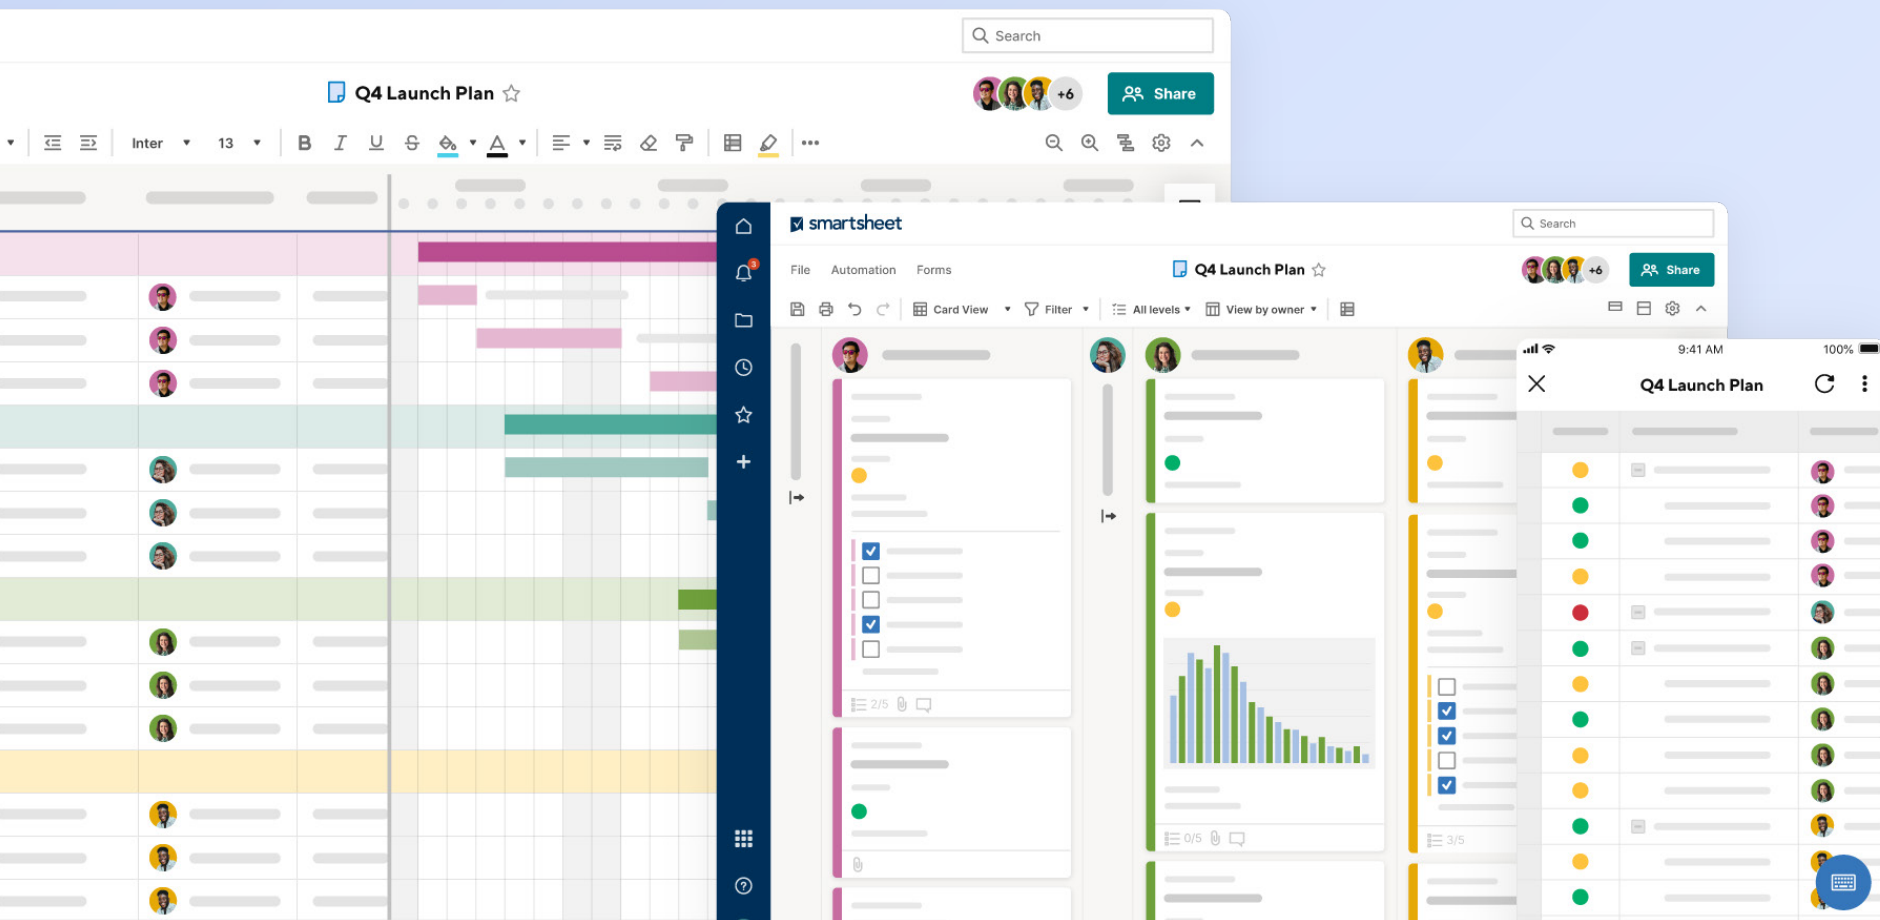 Search
Q4 Launch Plan
+6
Share
Inter
13
B I U S A
smartsheet
Search
3
File Automation Forms
Q4 Launch Plan
+6
Share
Card View
Filter
All levels
View by owner
9:41 AM
100%
Q4 Launch Plan
2/5
0/5
3/5